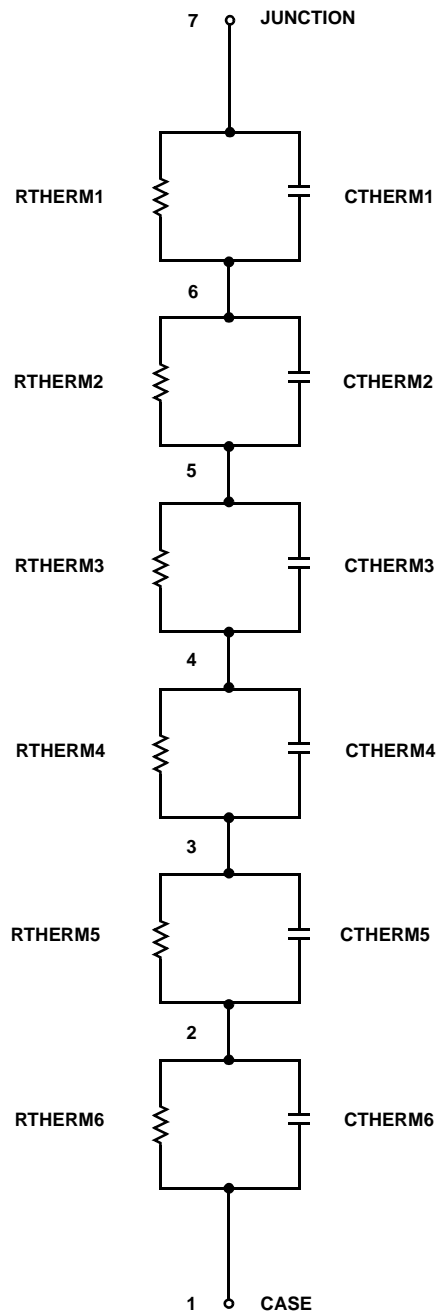 7 JUNCTION
RTHERM1 CTHERM1
6
RTHERM2 CTHERM2
5
RTHERM3 CTHERM3
4
RTHERM4 CTHERM4
3
RTHERM5 CTHERM5
2
RTHERM6 CTHERM6
1 CASE